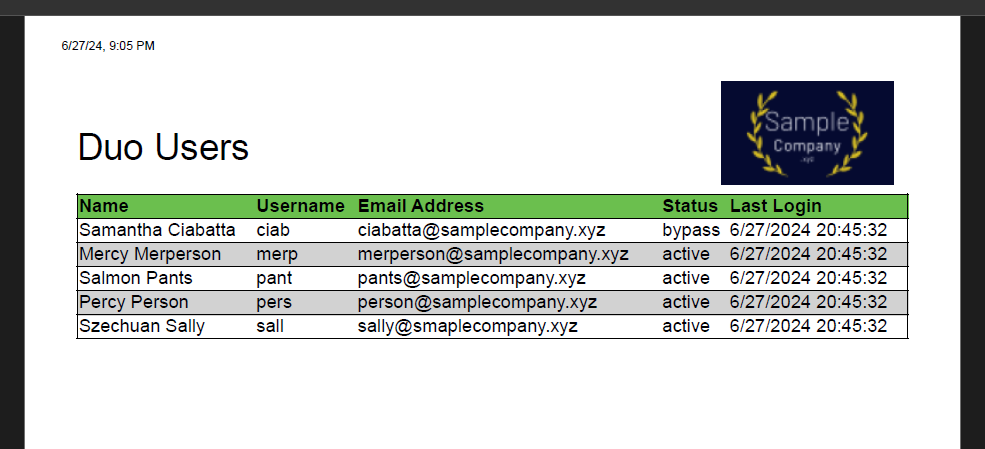 6/27/24, 9:05 PM
Sample
Company
.xyz
Duo Users
Name Username Email Address Status Last Login
Samantha Ciabatta ciab ciabatta@samplecompany.xyz bypass 6/27/2024 20:45:32
Mercy Merperson merp merperson@samplecompany.xyz active 6/27/2024 20:45:32
Salmon Pants pant pants@samplecompany.xyz active 6/27/2024 20:45:32
Percy Person pers person@samplecompany.xyz active 6/27/2024 20:45:32
Szechuan Sally sall sally@smaplecompany.xyz active 6/27/2024 20:45:32